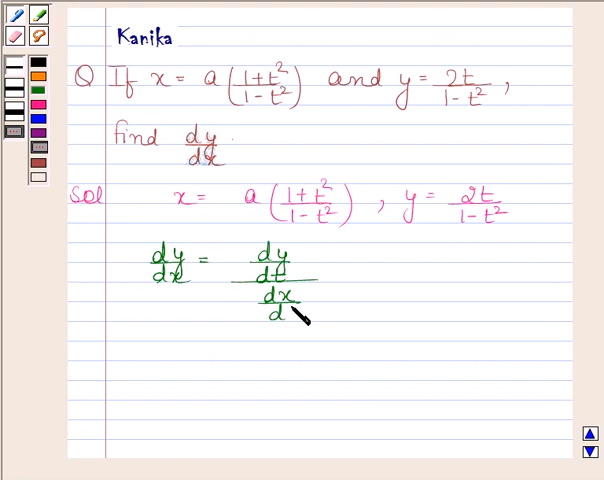 Kanika
Q If x = a (1+t²/1-t²) and y = 2t/1-t²,
find dy/dx.
Sol x = a (1+t²/1-t²), y = 2t/1-t²
dy/dx = dy/dt / dx/d